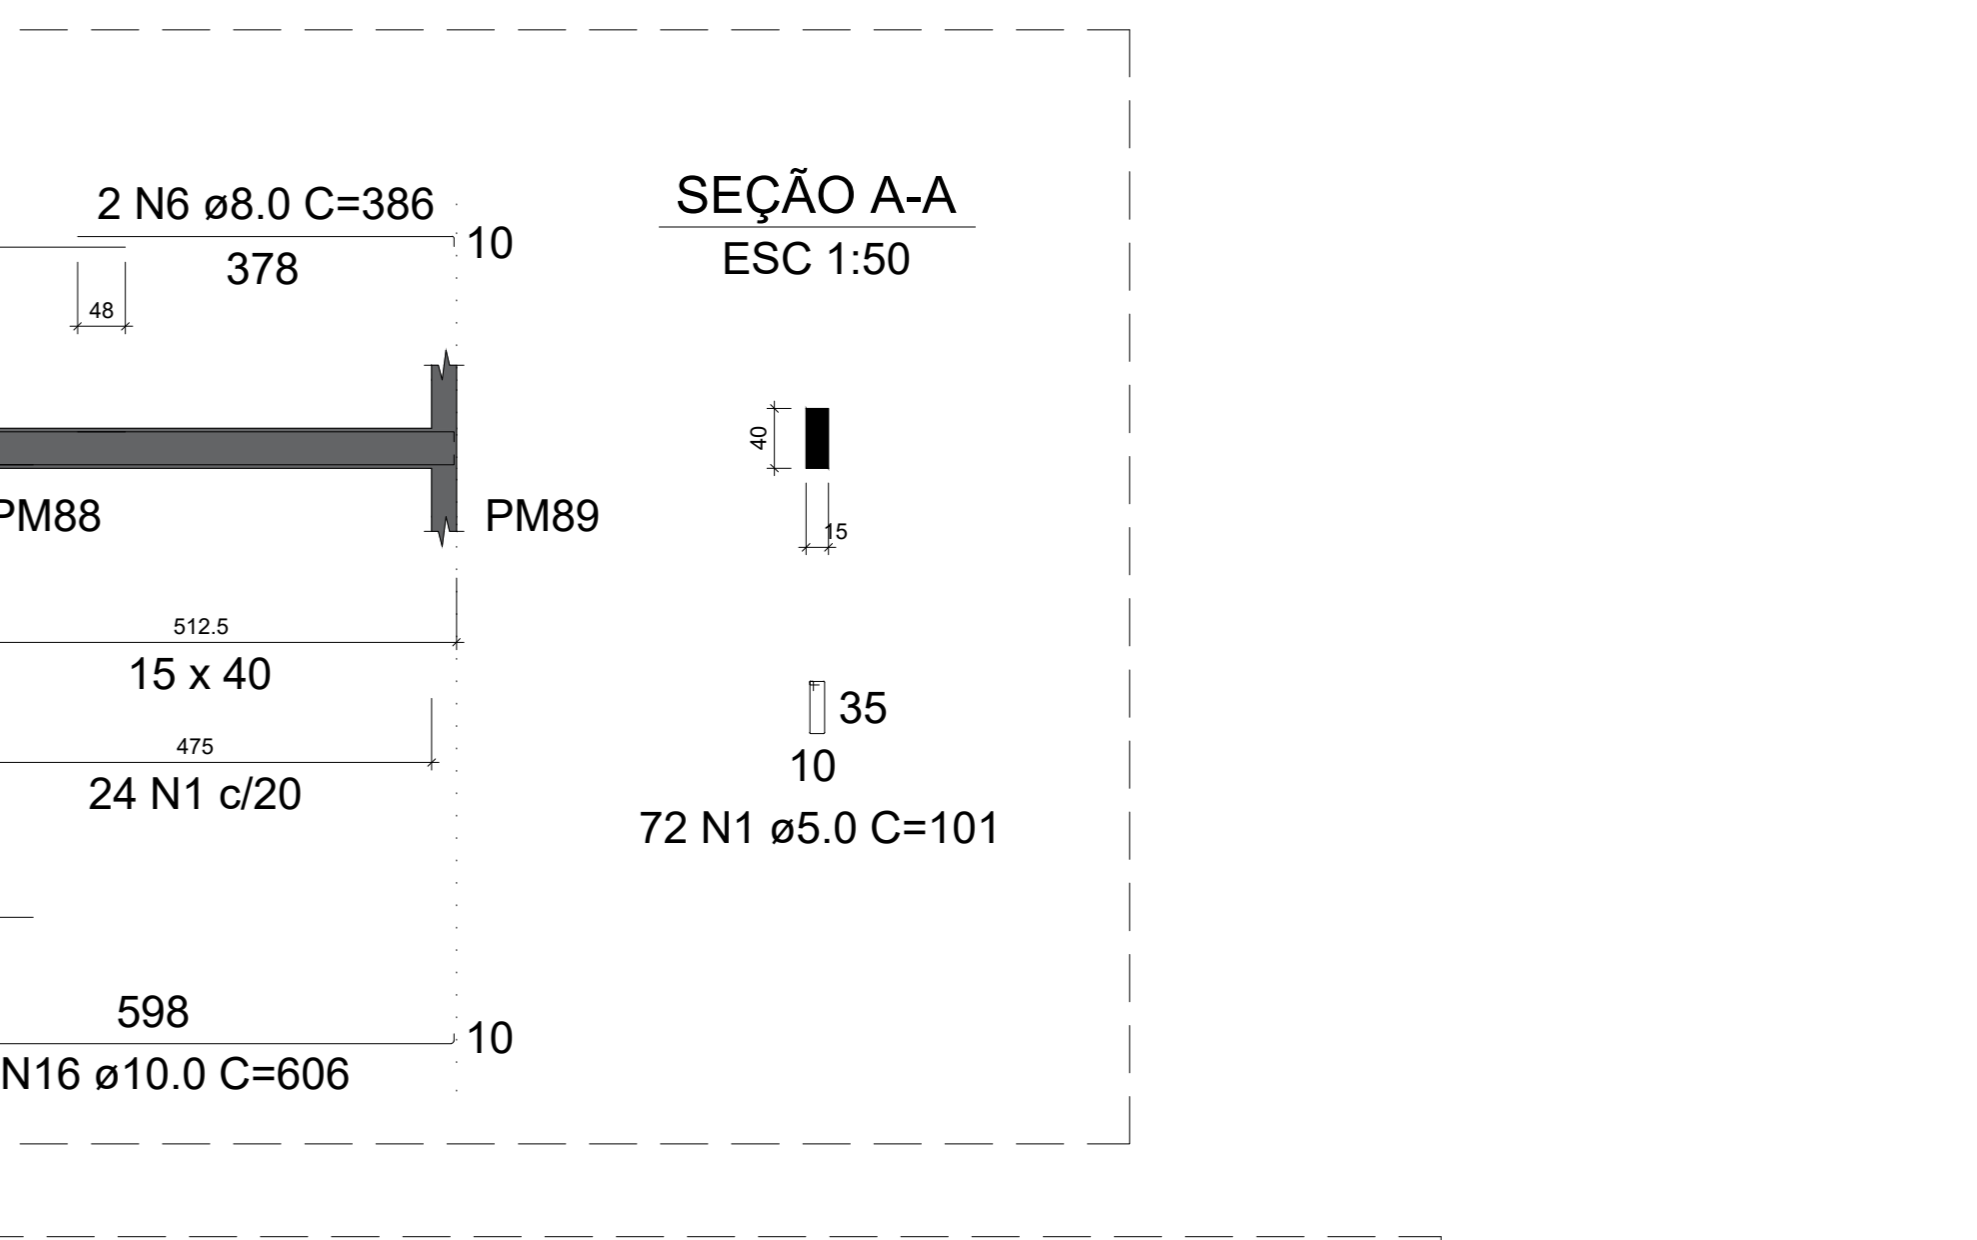 2 N6 ø8.0 C=386
10
378
48
SEÇÃO A-A
ESC 1:50
40
15
PM88
PM89
512.5
15 x 40
475
24 N1 c/20
35
10
72 N1 ø5.0 C=101
598
10
N16 ø10.0 C=606